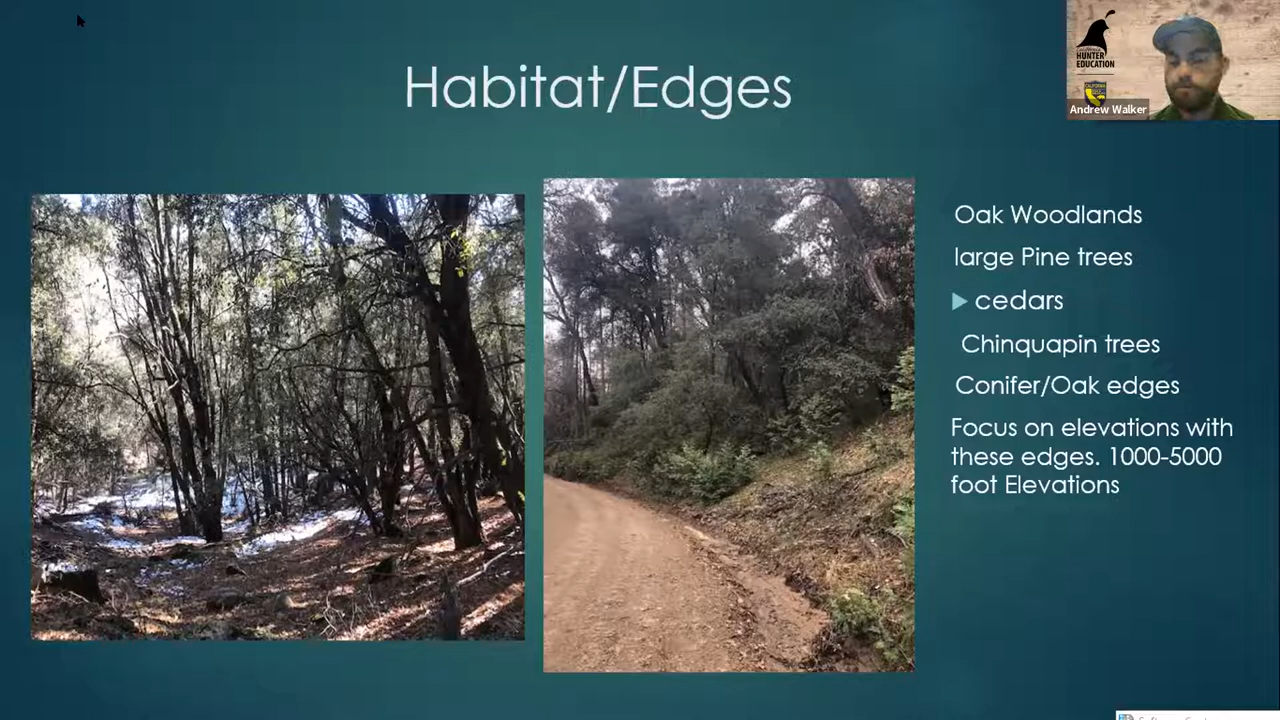 Habitat/Edges
HUNTER
EDUCATION
CALIFORNIA
Andrew Walker
Oak Woodlands
large Pine trees
cedars
Chinquapin trees
Conifer/Oak edges
Focus on elevations with
these edges. 1000-5000
foot Elevations